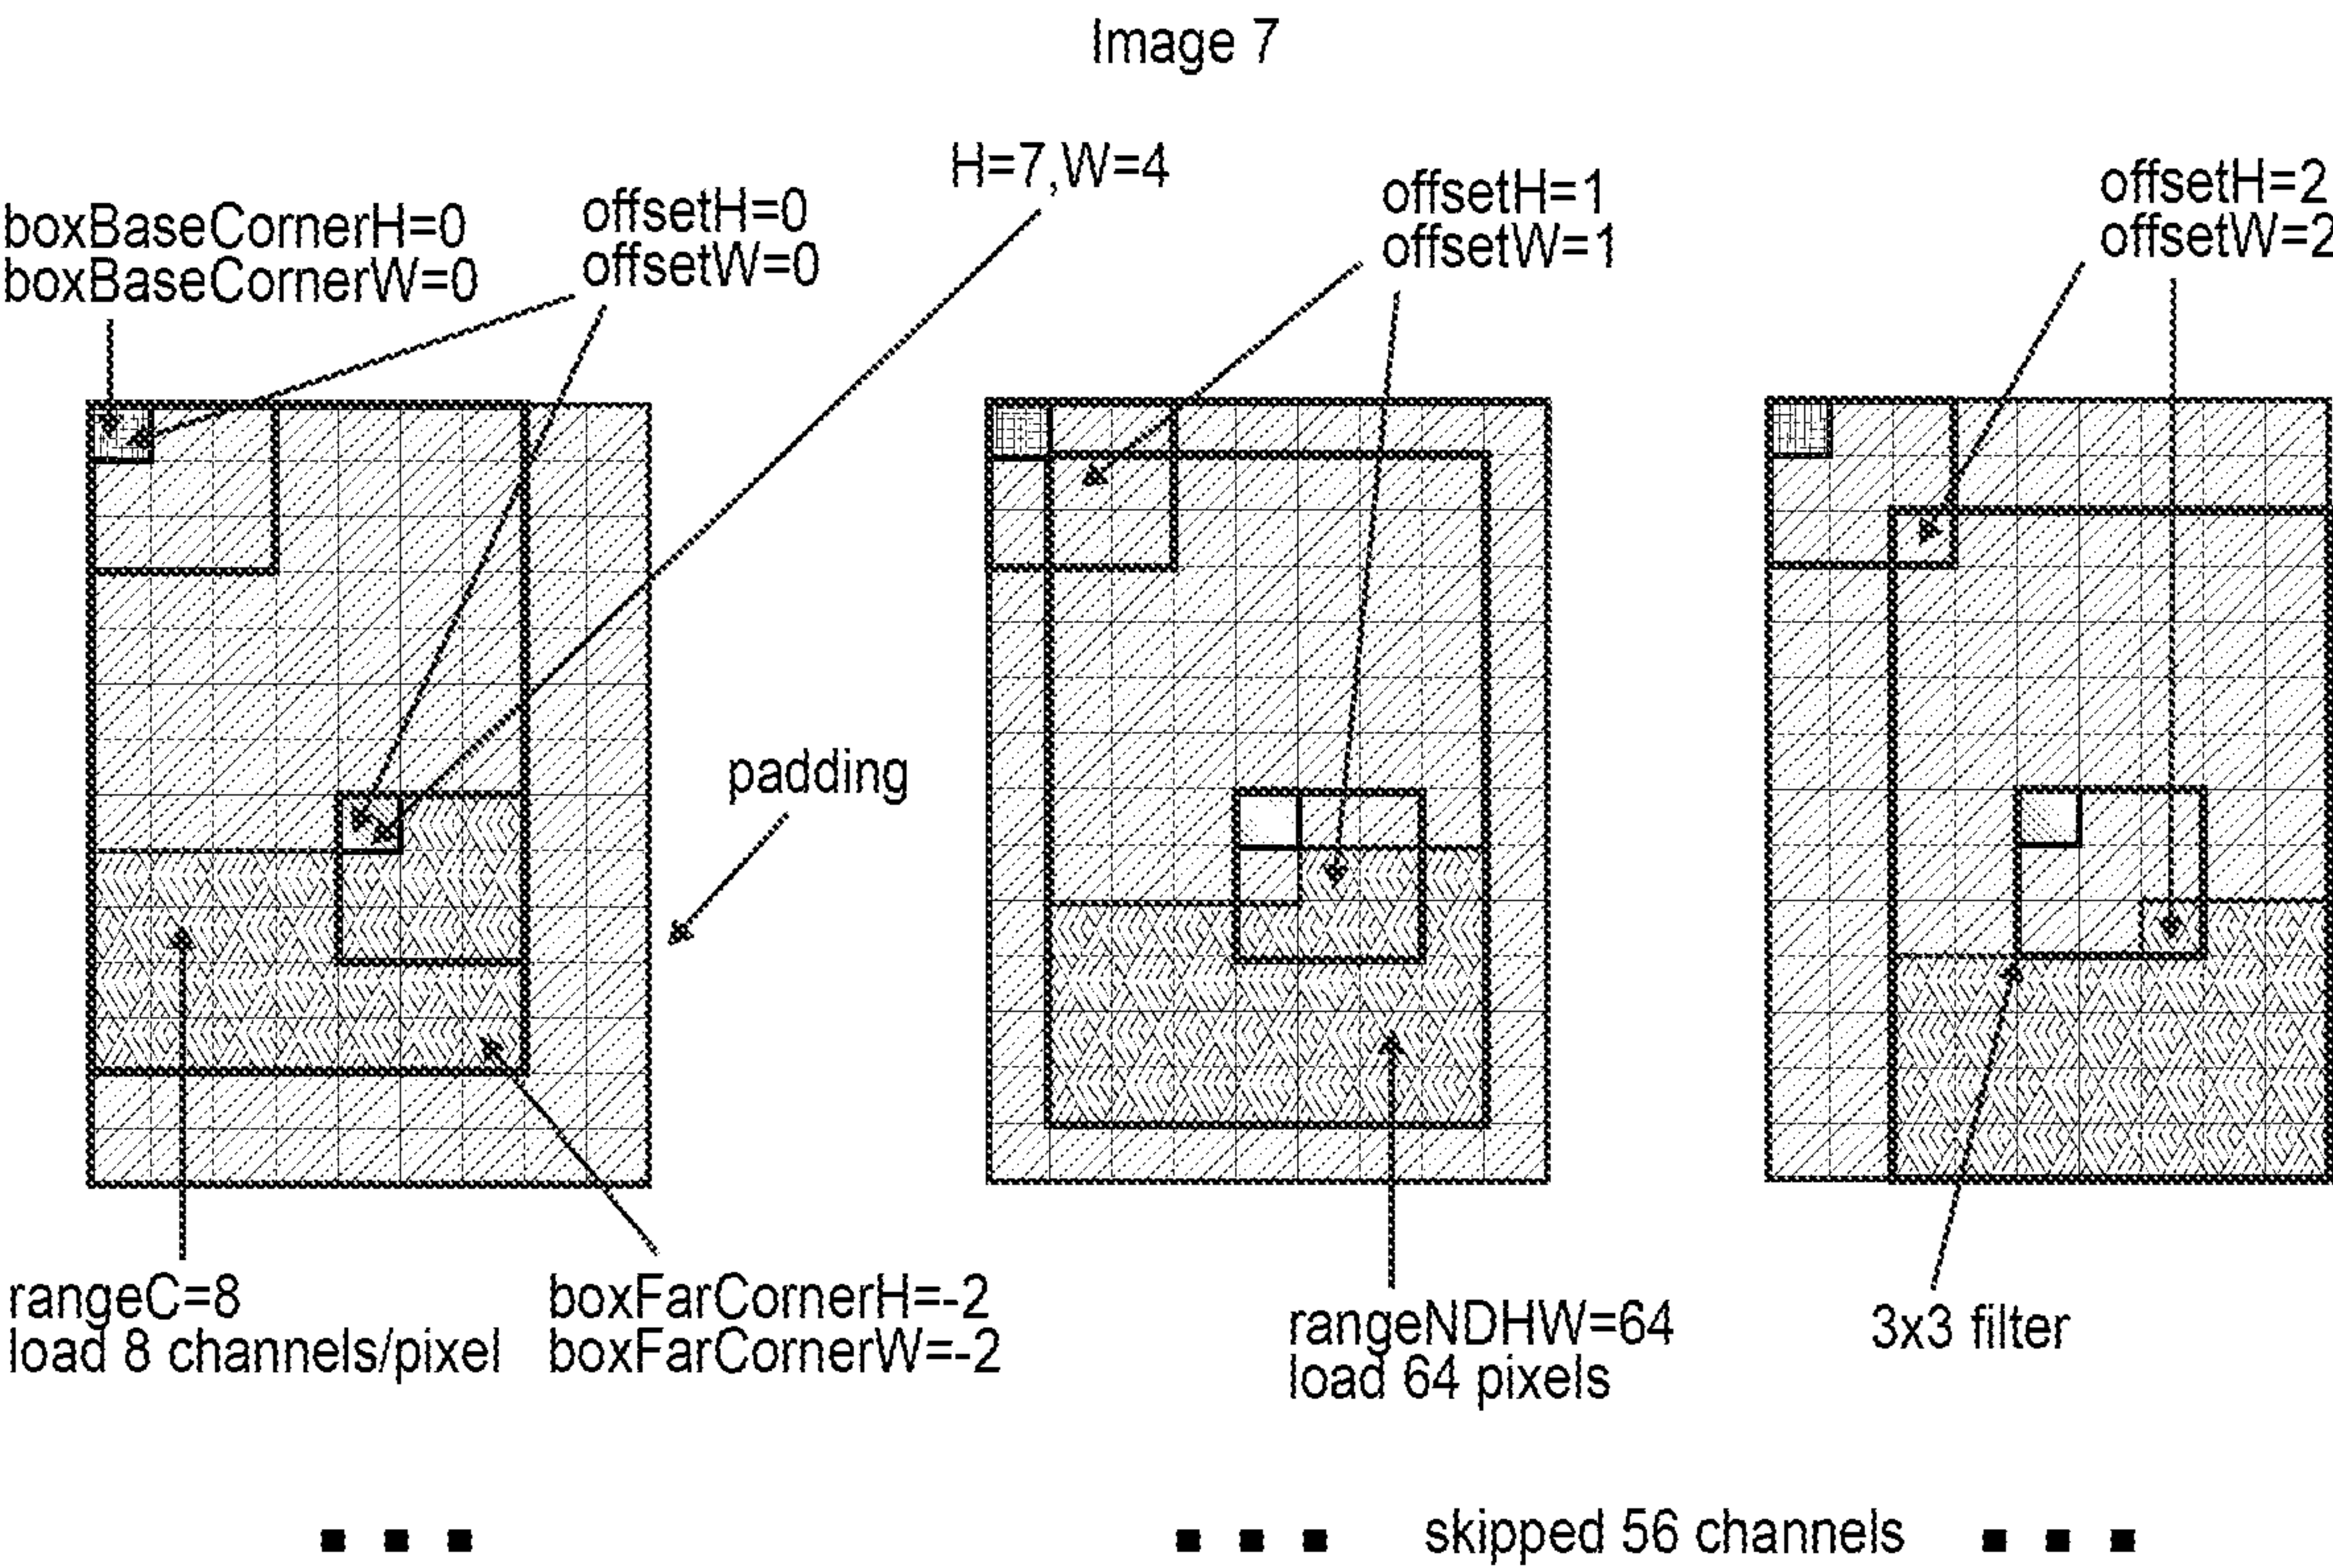 Image 7
H=7,W=4
boxBaseCornerH=0
boxBaseCornerW=0
offsetH=0
offsetW=0
offsetH=1
offsetW=1
offsetH=2
offsetW=2
padding
rangeC=8
load 8 channels/pixel
boxFarCornerH=-2
boxFarCornerW=-2
rangeNDHW=64
load 64 pixels
3x3 filter
skipped 56 channels